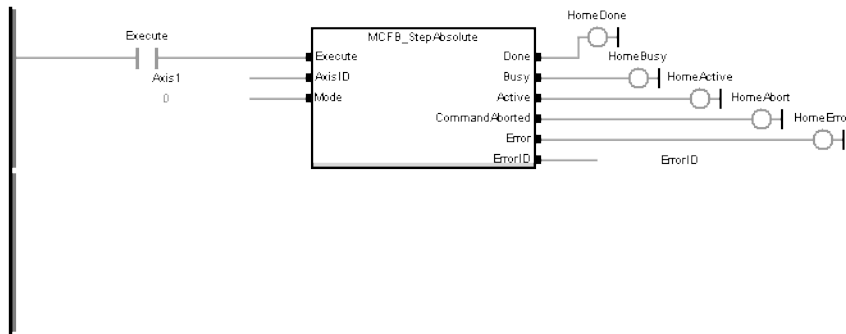 HomeDone
Execute
MCFB_StepAbsolute
Execute
Done
HomeBusy
Axis1
AxisID
Busy
HomeActive
0
Mode
Active
HomeAbort
CommandAborted
HomeErro
Error
ErrorID
ErrorID